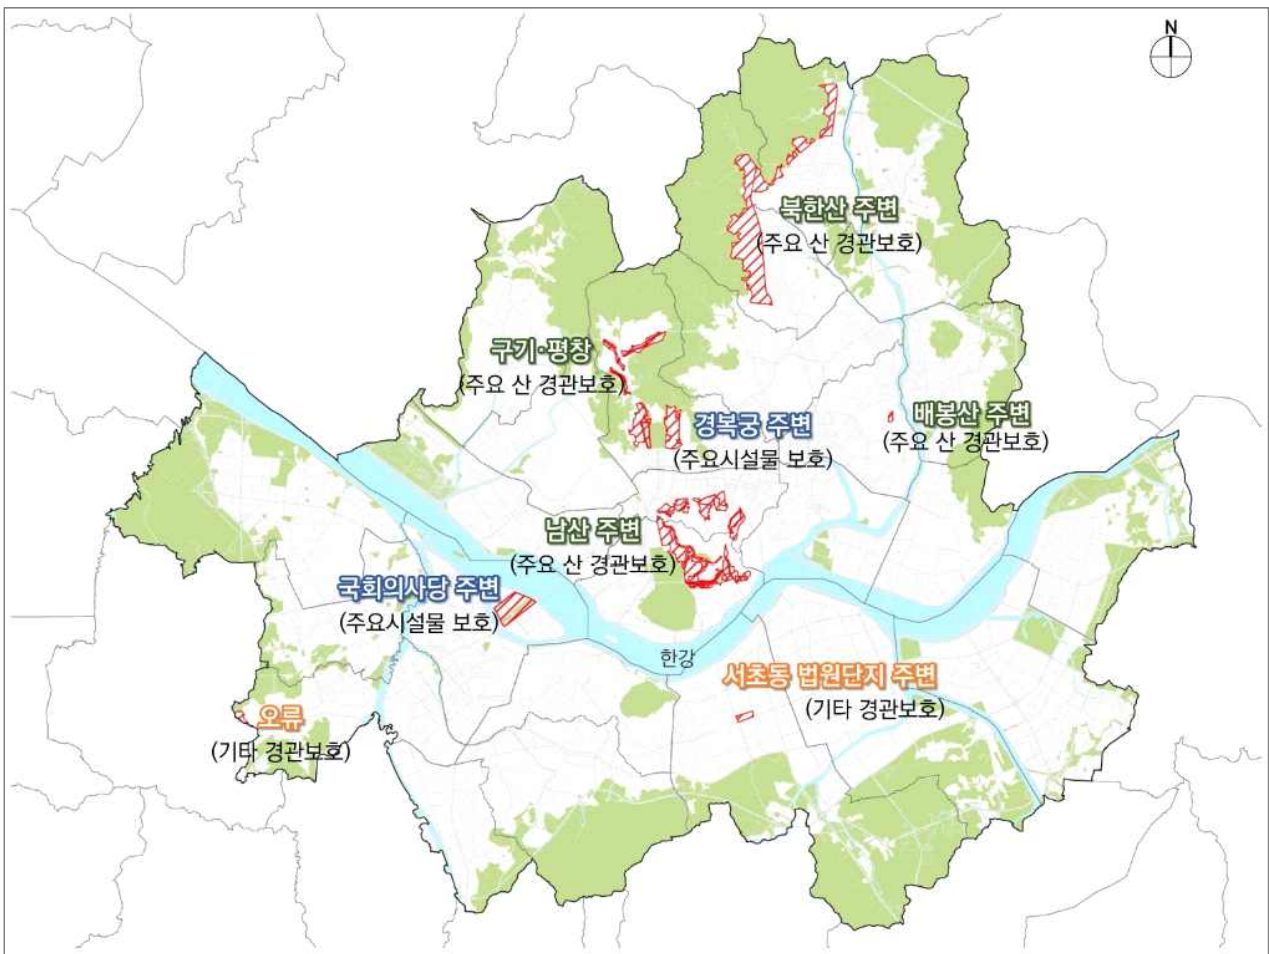 N
북한산 주변
(주요 산 경관보호)
구기·평창
(주요 산 경관보호)
경복궁 주변
(주요시설물 보호)
배봉산 주변
(주요 산 경관보호)
남산 주변
(주요 산 경관보호)
국회의사당 주변
(주요시설물 보호)
한강
서초동 법원단지 주변
(기타 경관보호)
오류
(기타 경관보호)